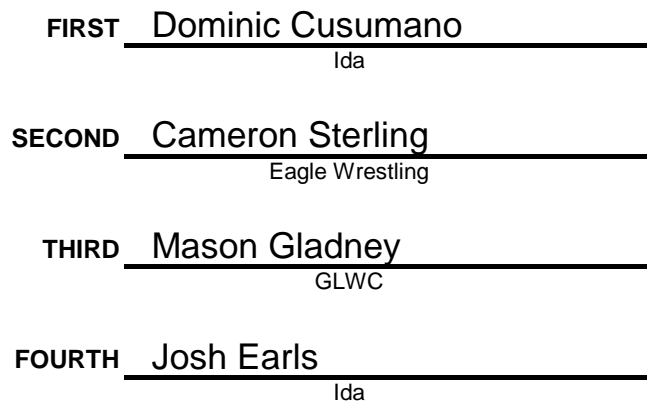 FIRST Dominic Cusumano
Ida
SECOND Cameron Sterling
Eagle Wrestling
THIRD Mason Gladney
GLWC
FOURTH Josh Earls
Ida